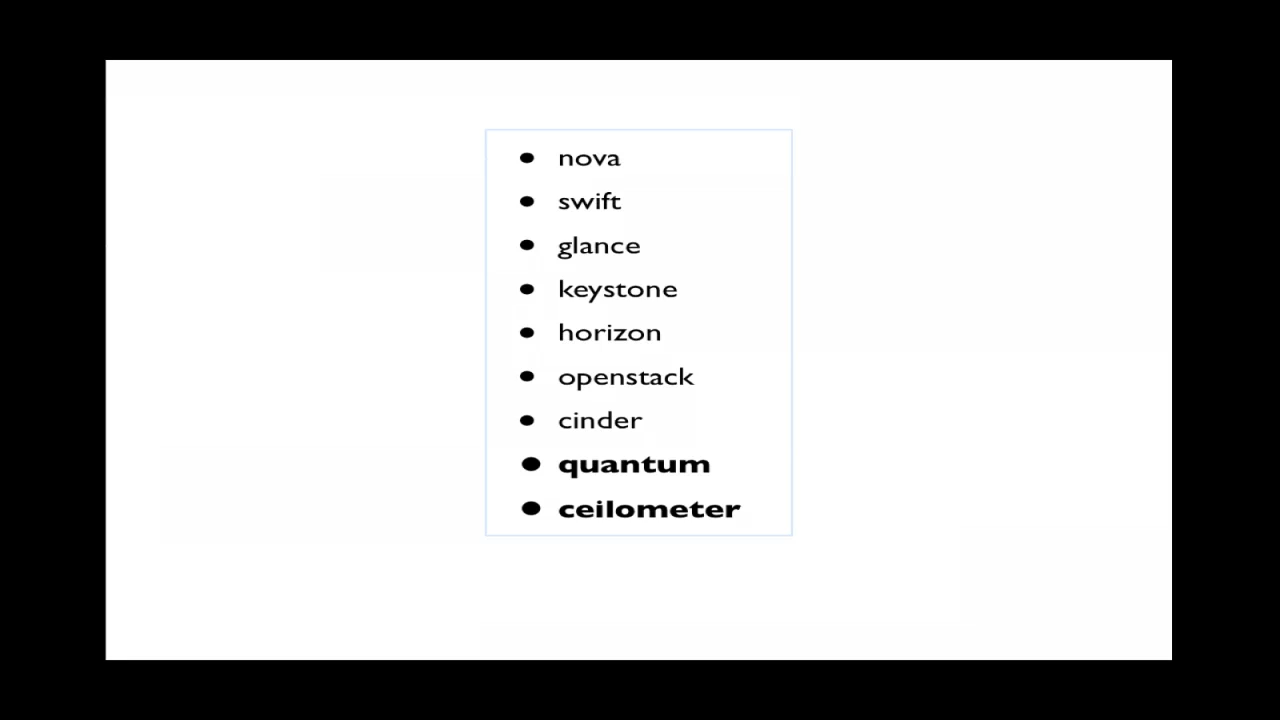 • nova
• swift
• glance
• keystone
• horizon
• openstack
• cinder
• quantum
• ceilometer